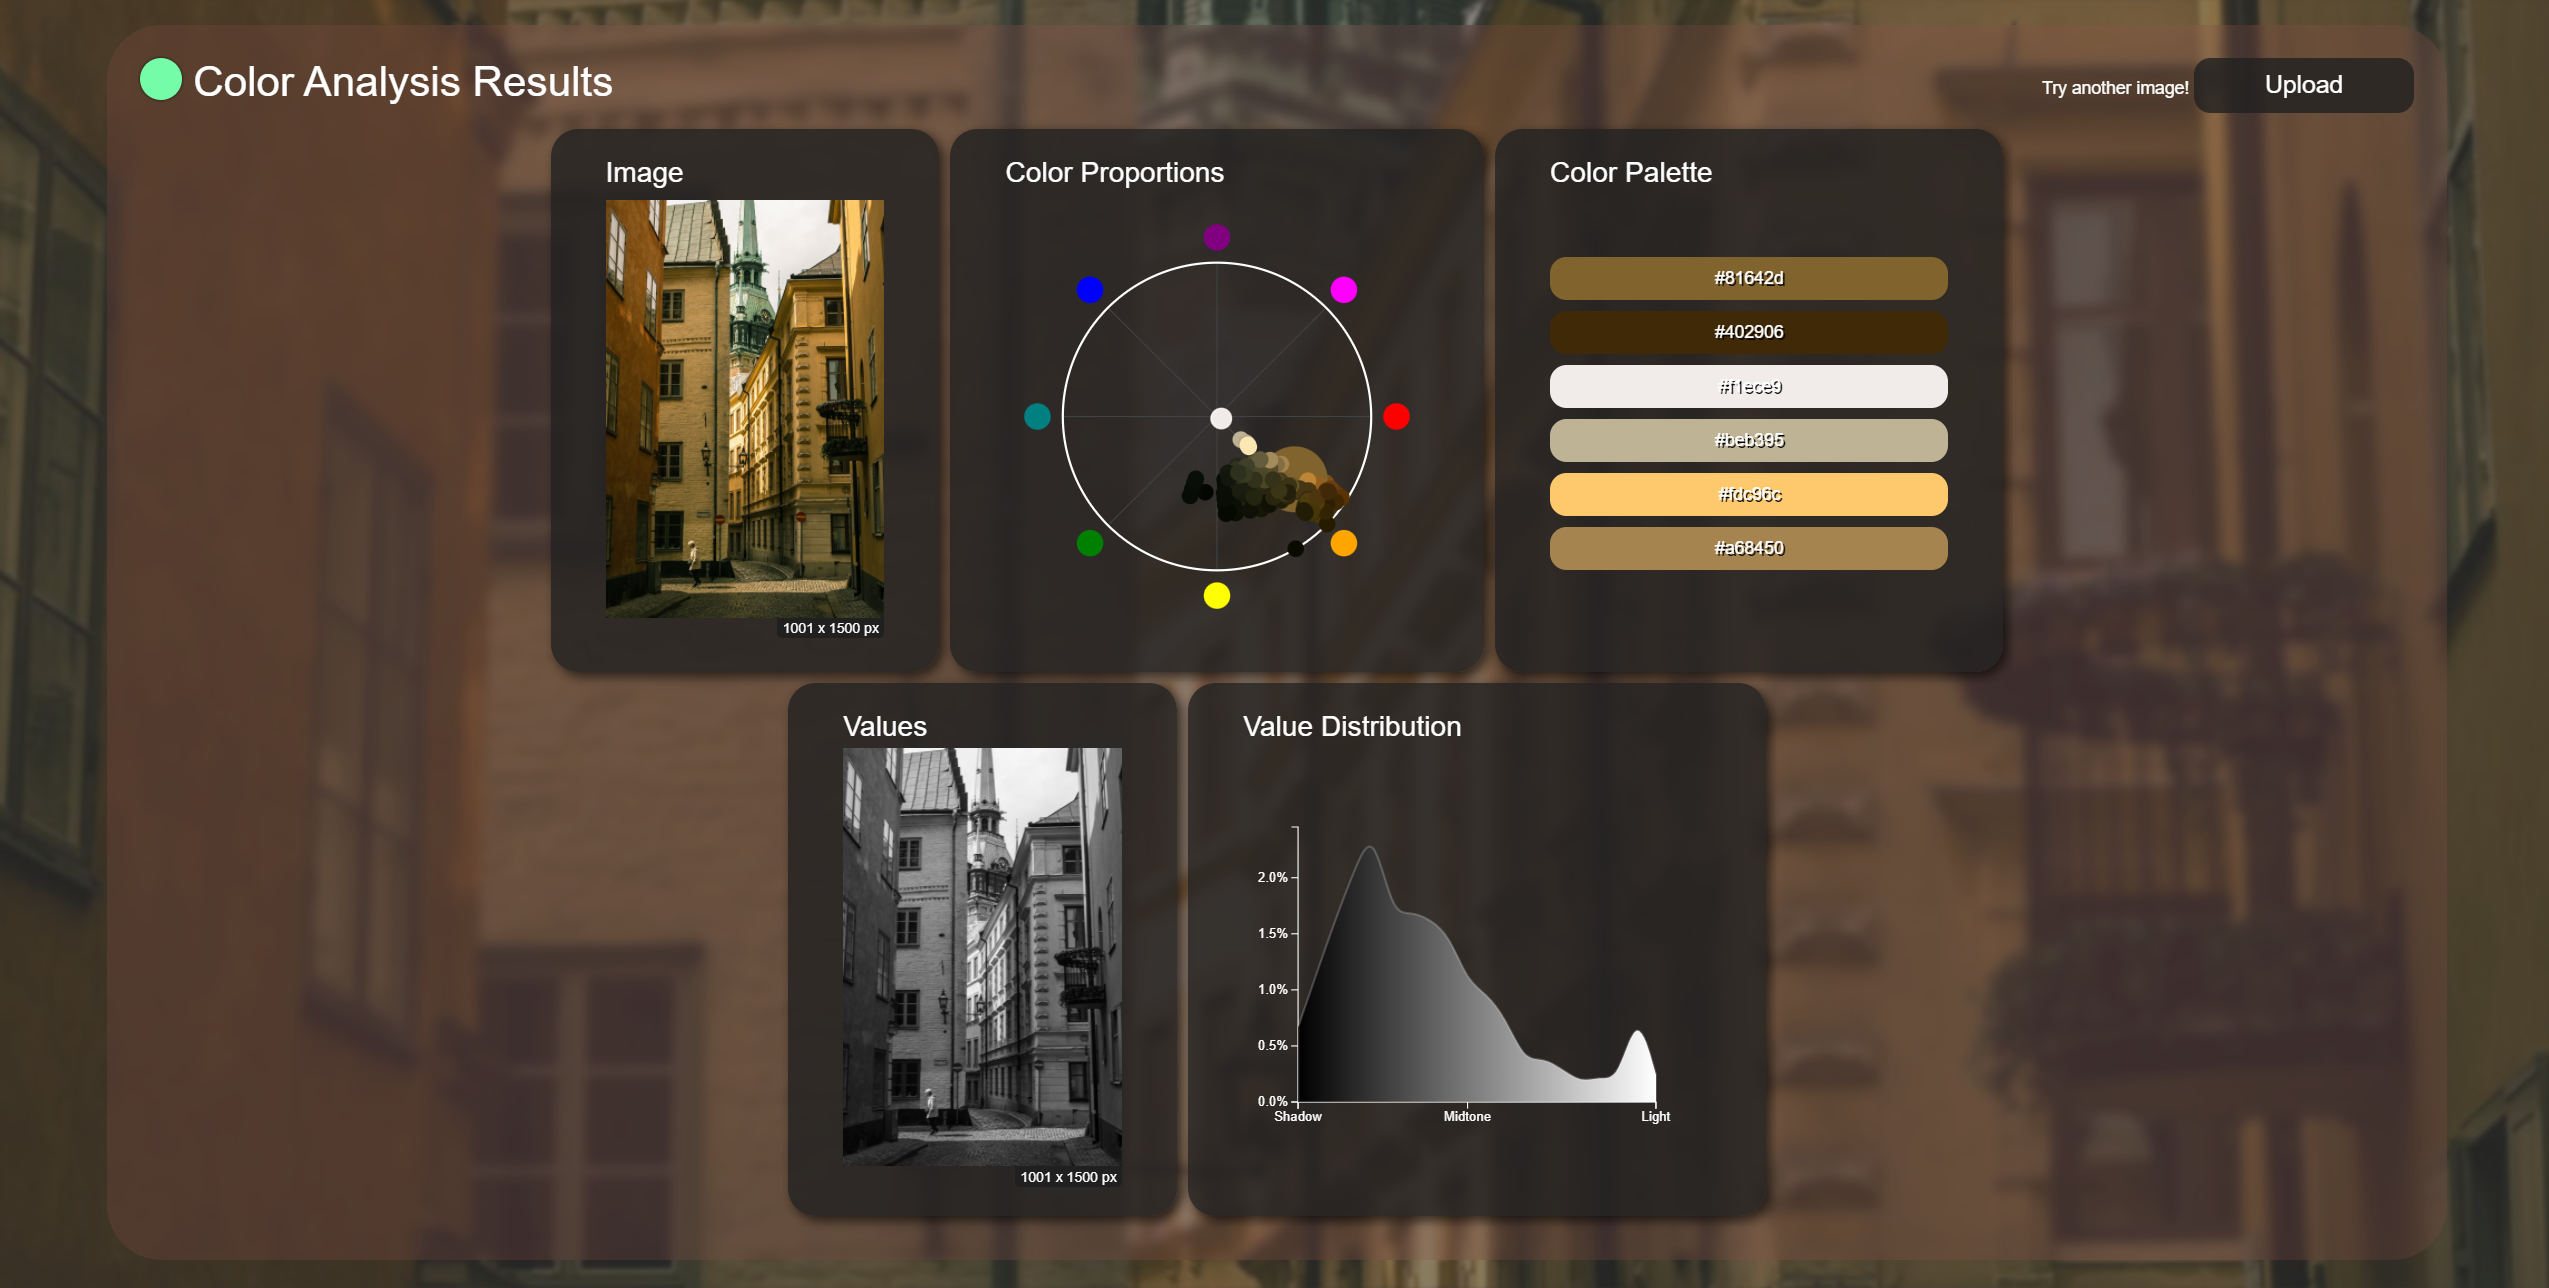 Color Analysis Results
Try another image!
Upload
Image
1001 x 1500 px
Color Proportions
Color Palette
#81642d
#402906
#f1ece9
#beb395
#fdc96c
#a68450
Values
1001 x 1500 px
Value Distribution
2.0%
1.5%
1.0%
0.5%
0.0%
Shadow
Midtone
Light